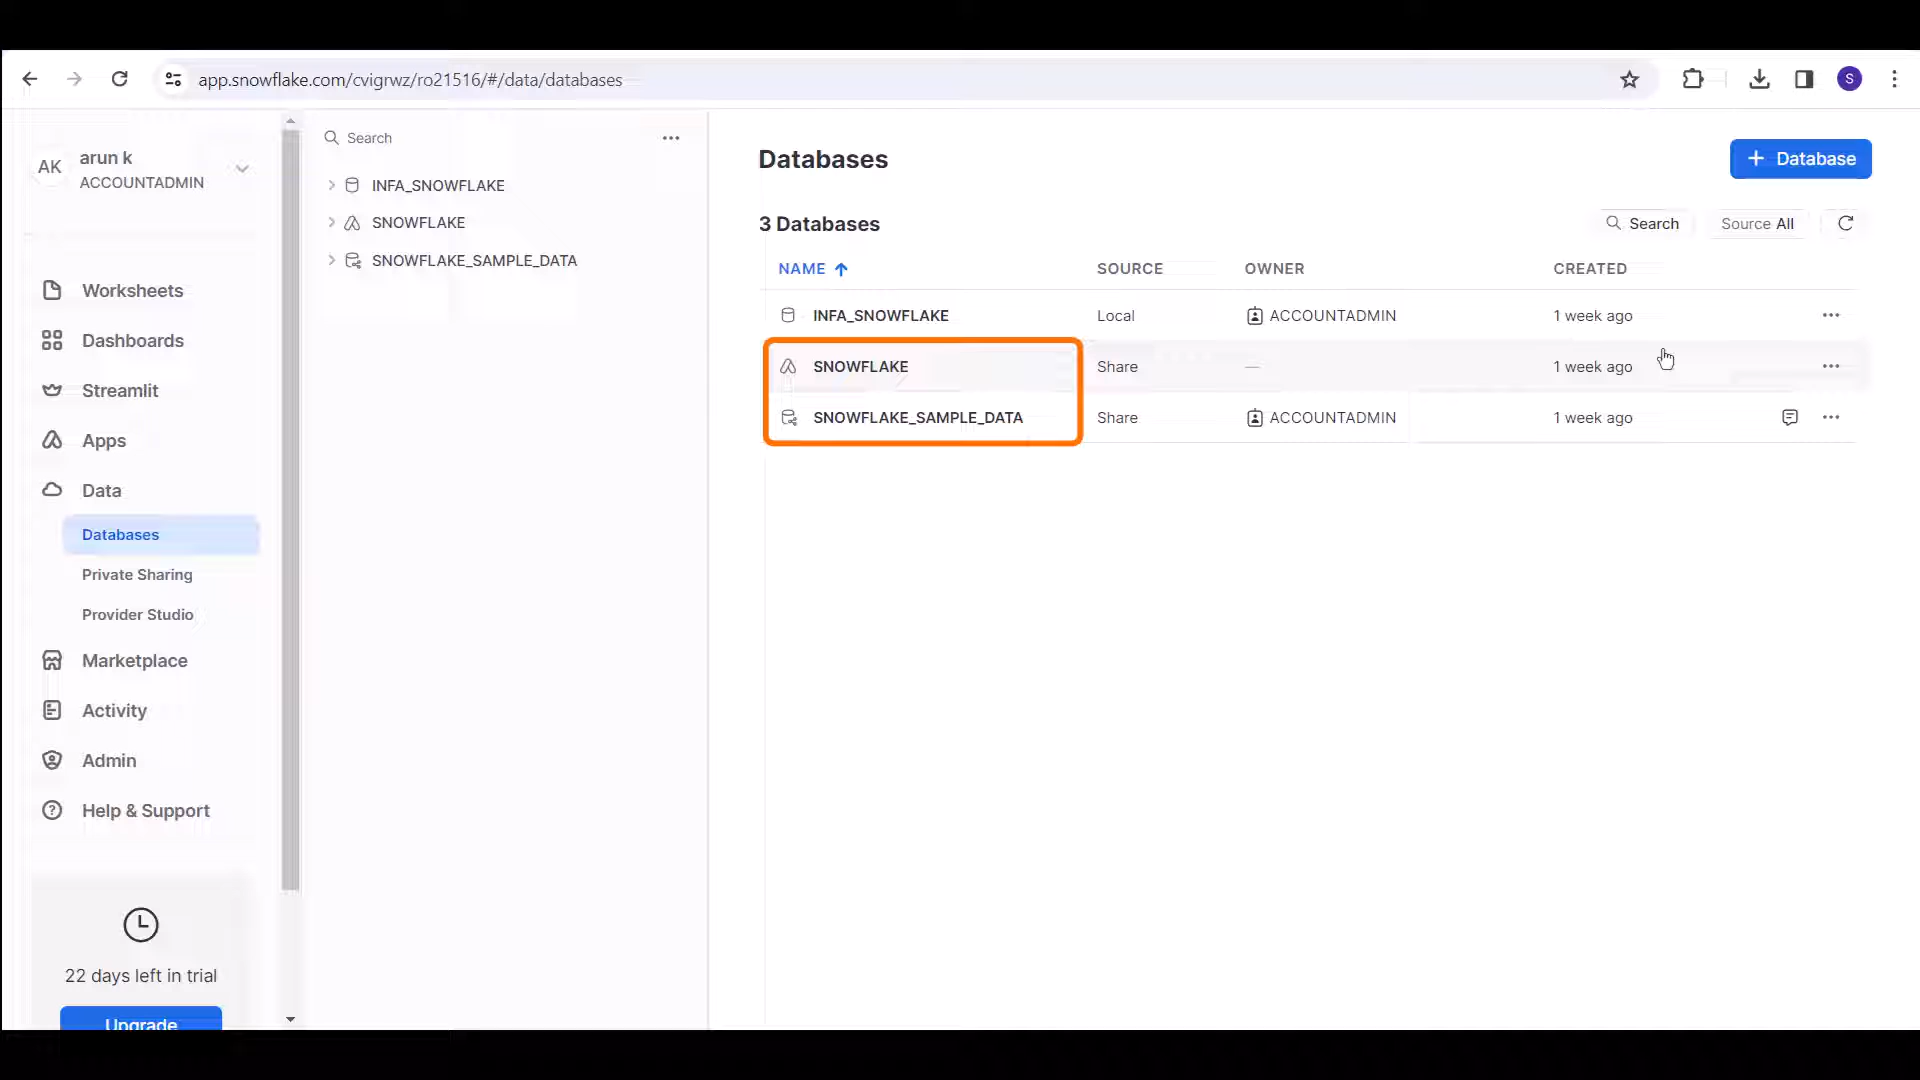 app.snowflake.com/cvigrwz/ro21516/#/data/databases
S
AK
arun k
ACCOUNTADMIN
Worksheets
Dashboards
Streamlit
Apps
Data
Databases
Private Sharing
Provider Studio
Marketplace
Activity
Admin
Help & Support
22 days left in trial
Upgrade
Search
INFA_SNOWFLAKE
SNOWFLAKE
SNOWFLAKE_SAMPLE_DATA
Databases
+ Database
3 Databases
Search
Source All
NAME SOURCE OWNER CREATED
INFA_SNOWFLAKE Local ACCOUNTADMIN 1 week ago
SNOWFLAKE Share — 1 week ago
SNOWFLAKE_SAMPLE_DATA Share ACCOUNTADMIN 1 week ago